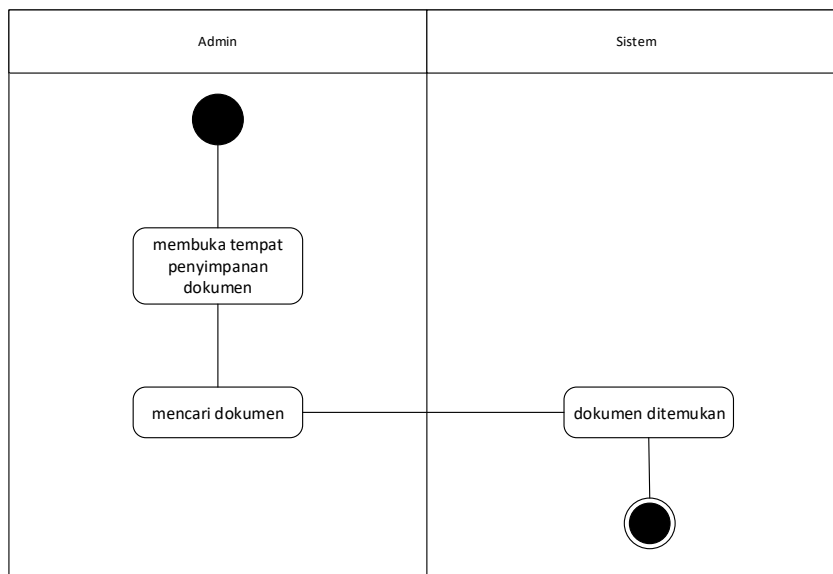 Admin
Sistem
membuka tempat
penyimpanan
dokumen
mencari dokumen
dokumen ditemukan